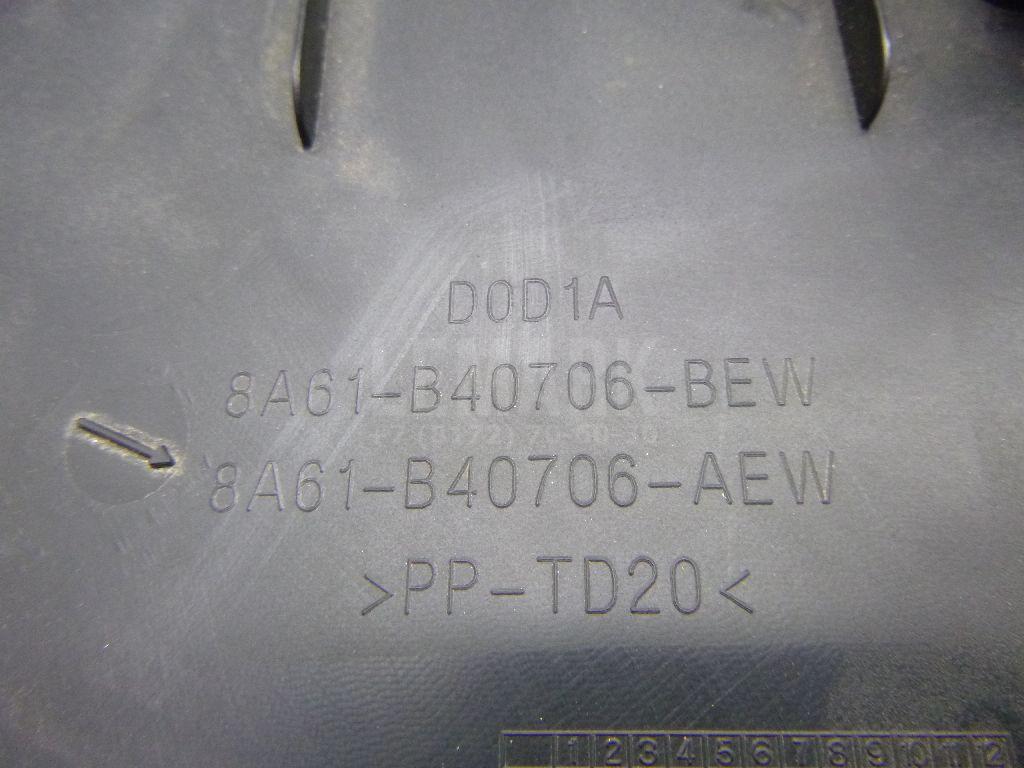 D0D1A
8A61-B40706-BEW
8A61-B40706-AEW
>PP-TD20<
1 2 3 4 5 6 7 8 9 10 11 12